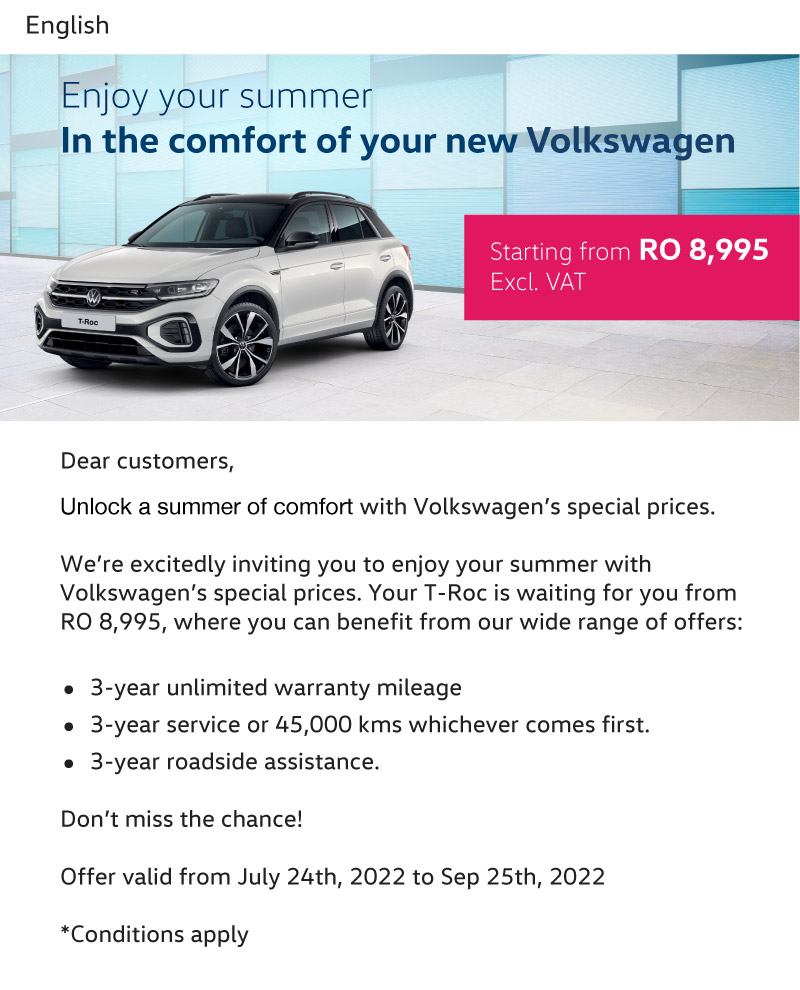 English
Enjoy your summer
In the comfort of your new Volkswagen
Starting from RO 8,995
Excl. VAT
T-Roc
Dear customers,
Unlock a summer of comfort with Volkswagen’s special prices.
We’re excitedly inviting you to enjoy your summer with
Volkswagen’s special prices. Your T-Roc is waiting for you from
RO 8,995, where you can benefit from our wide range of offers:
• 3-year unlimited warranty mileage
• 3-year service or 45,000 kms whichever comes first.
• 3-year roadside assistance.
Don’t miss the chance!
Offer valid from July 24th, 2022 to Sep 25th, 2022
*Conditions apply